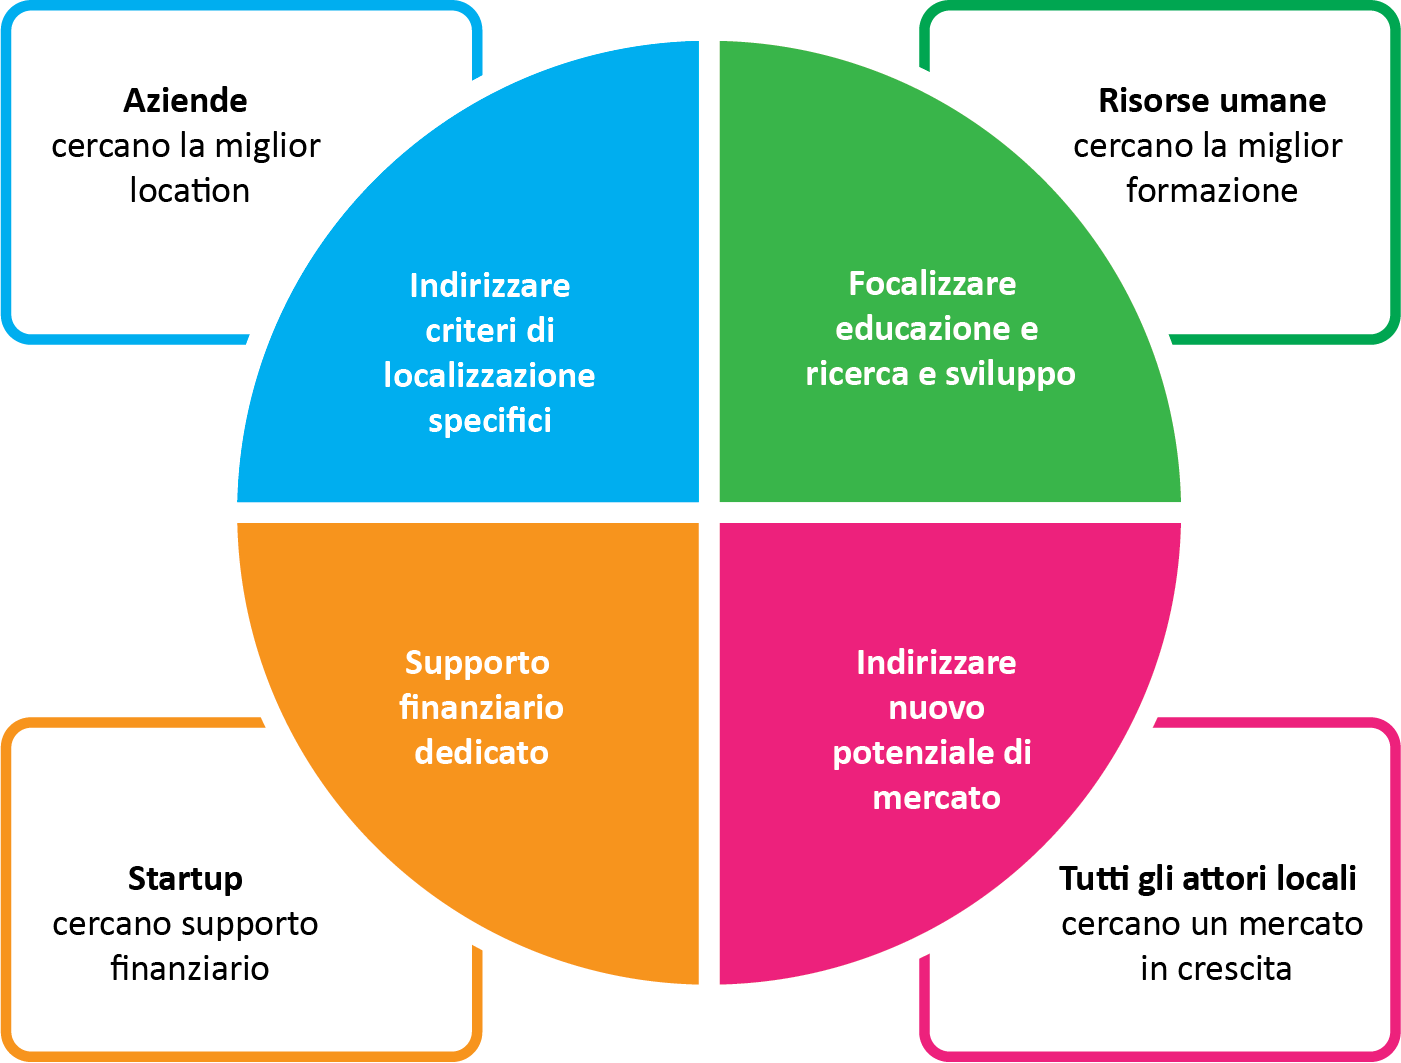 Aziende
cercano la miglior
location
Risorse umane
cercano la miglior
formazione
Indirizzare
criteri di
localizzazione
specifici
Focalizzare
educazione e
ricerca e sviluppo
Supporto
finanziario
dedicato
Indirizzare
nuovo
potenziale di
mercato
Startup
cercano supporto
finanziario
Tutti gli attori locali
cercano un mercato
in crescita